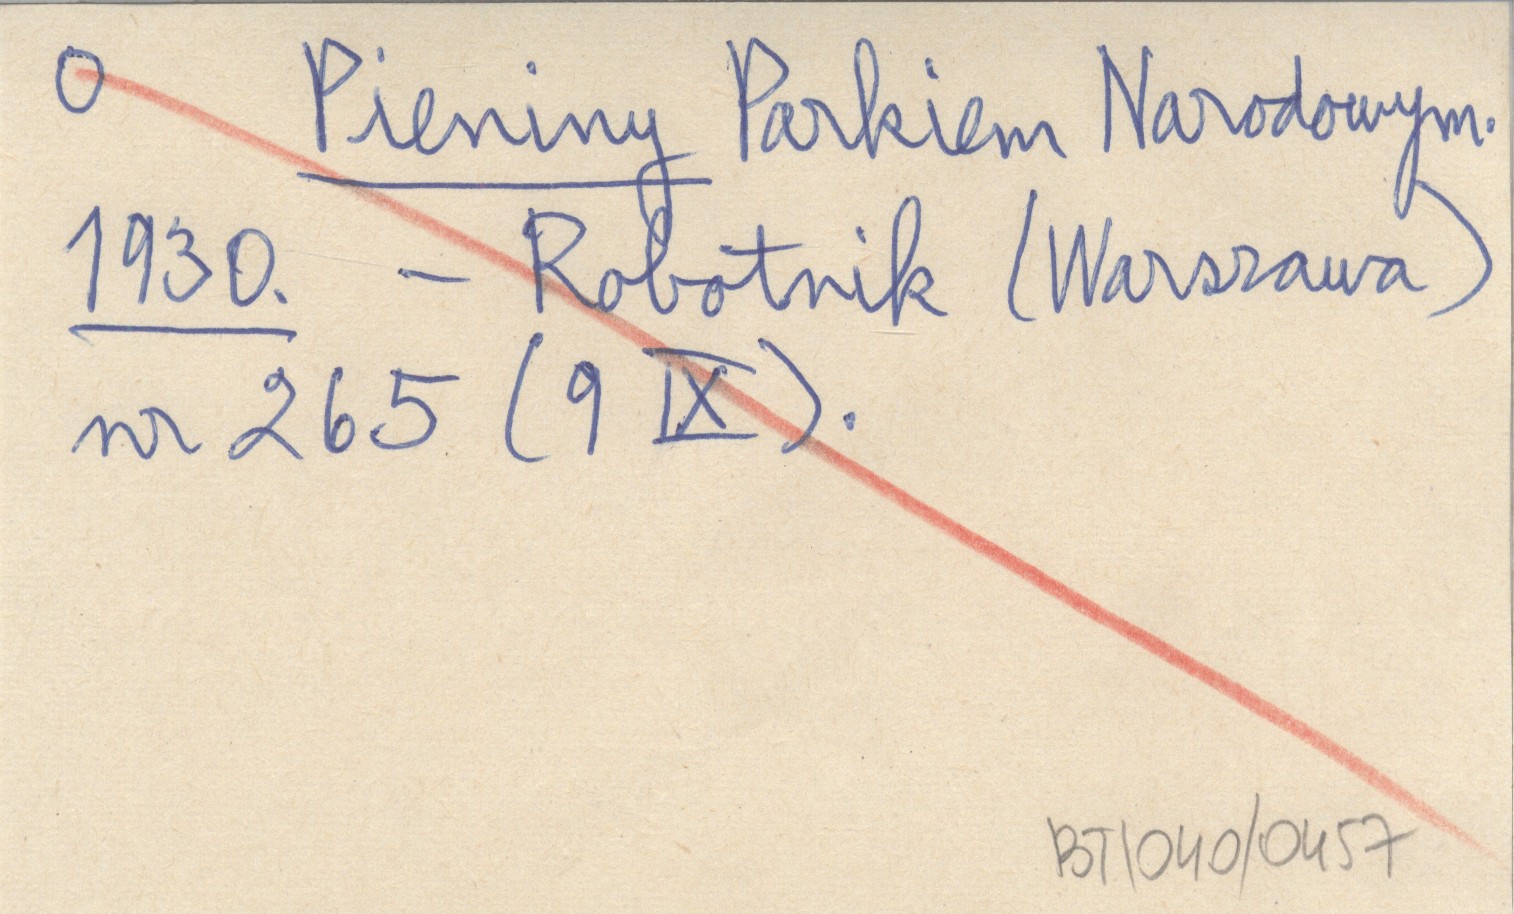 O Pieniny Parkiem Narodowym.
1930. – Robotnik (Warszawa)
nr 265 (9 IX).
BT\040/0457